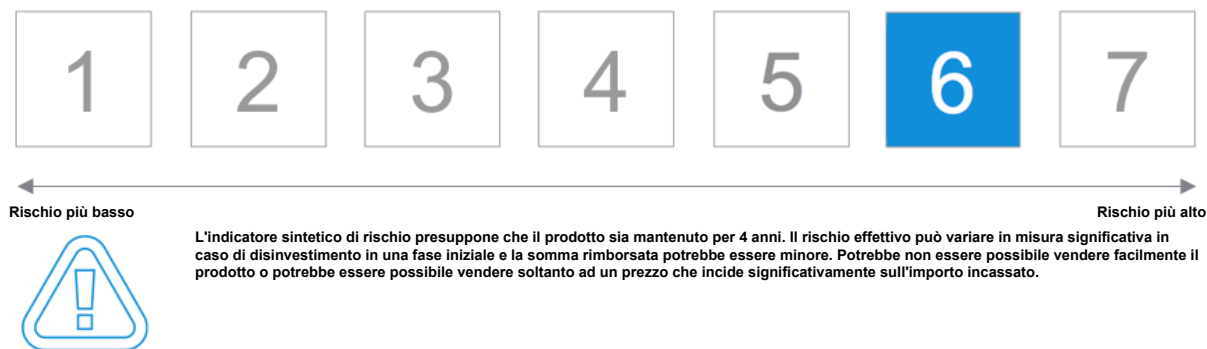 1 2 3 4 5 6 7
Rischio più basso Rischio più alto
L'indicatore sintetico di rischio presuppone che il prodotto sia mantenuto per 4 anni. Il rischio effettivo può variare in misura significativa in
caso di disinvestimento in una fase iniziale e la somma rimborsata potrebbe essere minore. Potrebbe non essere possibile vendere facilmente il
prodotto o potrebbe essere possibile vendere soltanto ad un prezzo che incide significativamente sull'importo incassato.